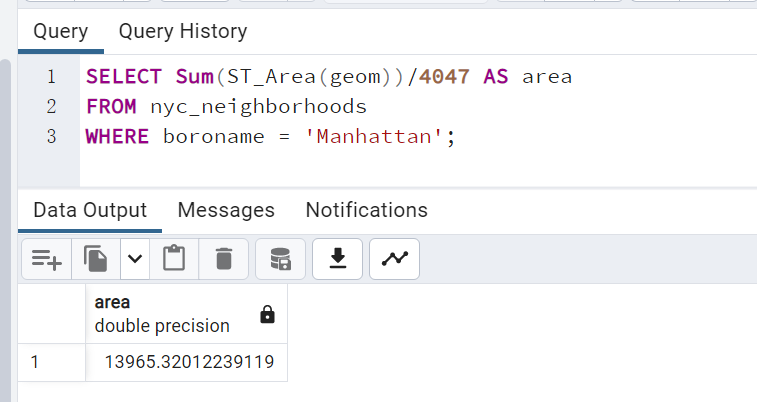 Query Query History
1 SELECT Sum(ST_Area(geom))/4047 AS area
2 FROM nyc_neighborhoods
3 WHERE boroname = 'Manhattan';
Data Output Messages Notifications
area
double precision
1 13965.32012239119